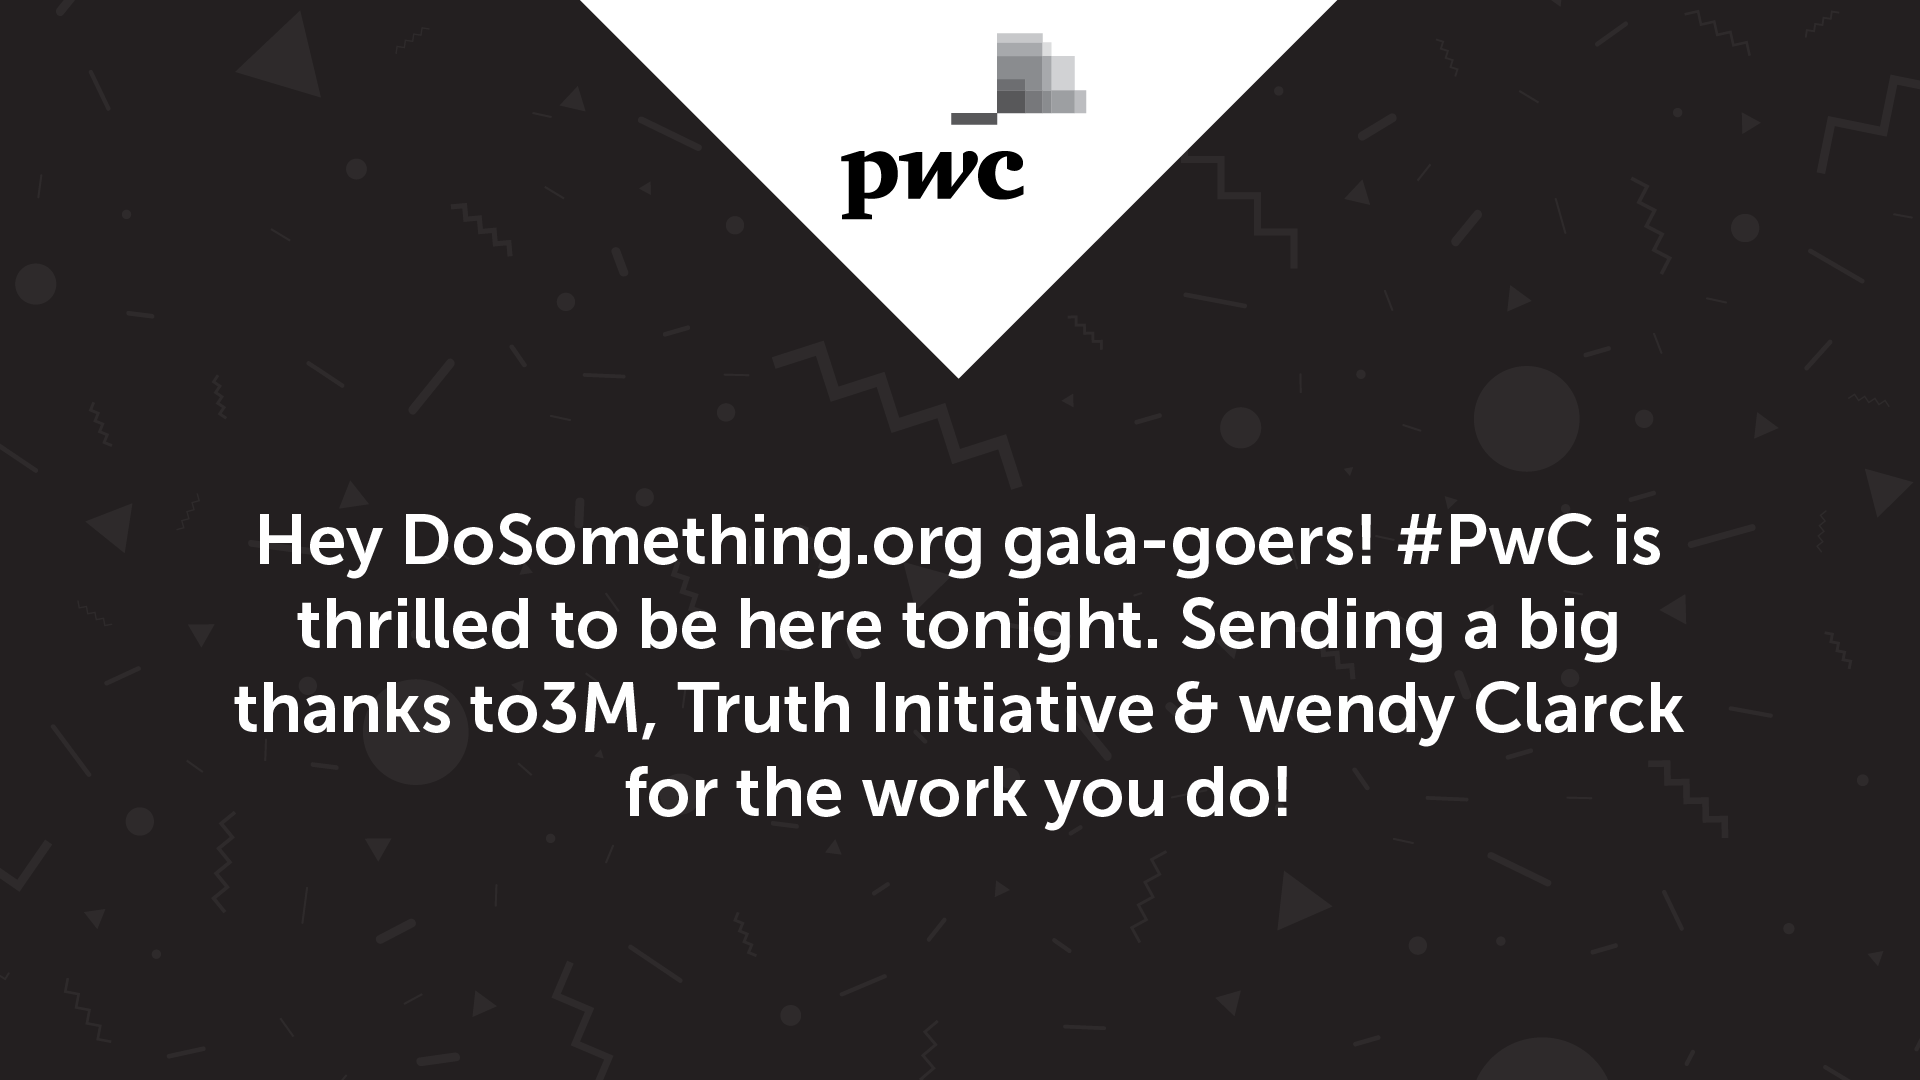 pwc
Hey DoSomething.org gala-goers! #PwC is
thrilled to be here tonight. Sending a big
thanks to3M, Truth Initiative & wendy Clarck
for the work you do!